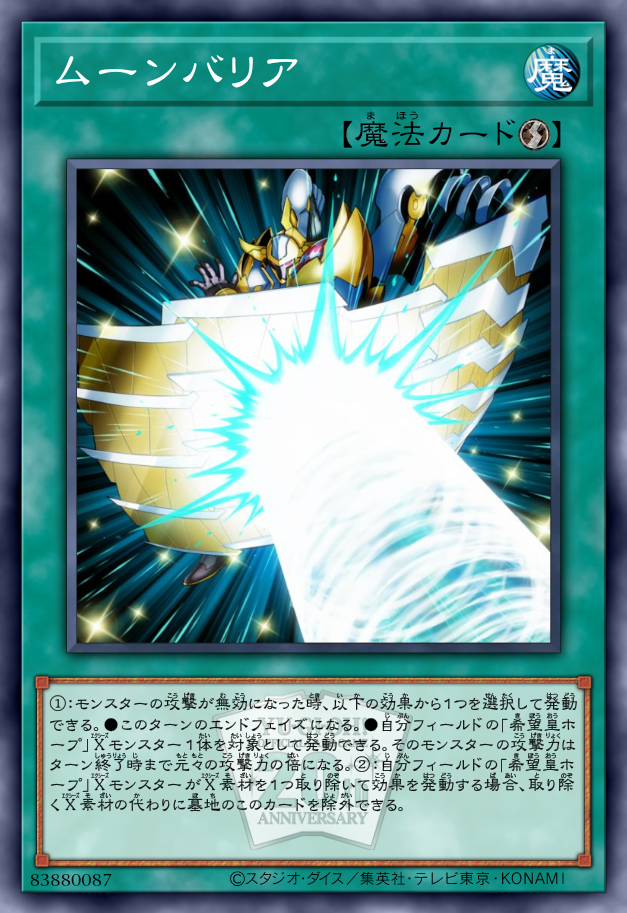 ムーンバリア
魔
【魔法カード】
①:モンスターの攻撃が無効になった時、以下の効果から1つを選択して発動
できる。●このターンのエンドフェイズになる。●自分フィールドの「希望皇ホ
ープ」Xモンスター1体を対象として発動できる。そのモンスターの攻撃力は
ターン終了時まで元々の攻撃力の倍になる。②:自分フィールドの「希望皇ホ
ープ」XモンスターがX素材を1つ取り除いて効果を発動する場合、取り除
くX素材の代わりに墓地のこのカードを除外できる。
ANNIVERSARY
83880087 ©スタジオ・ダイス/集英社・テレビ東京・KONAMI